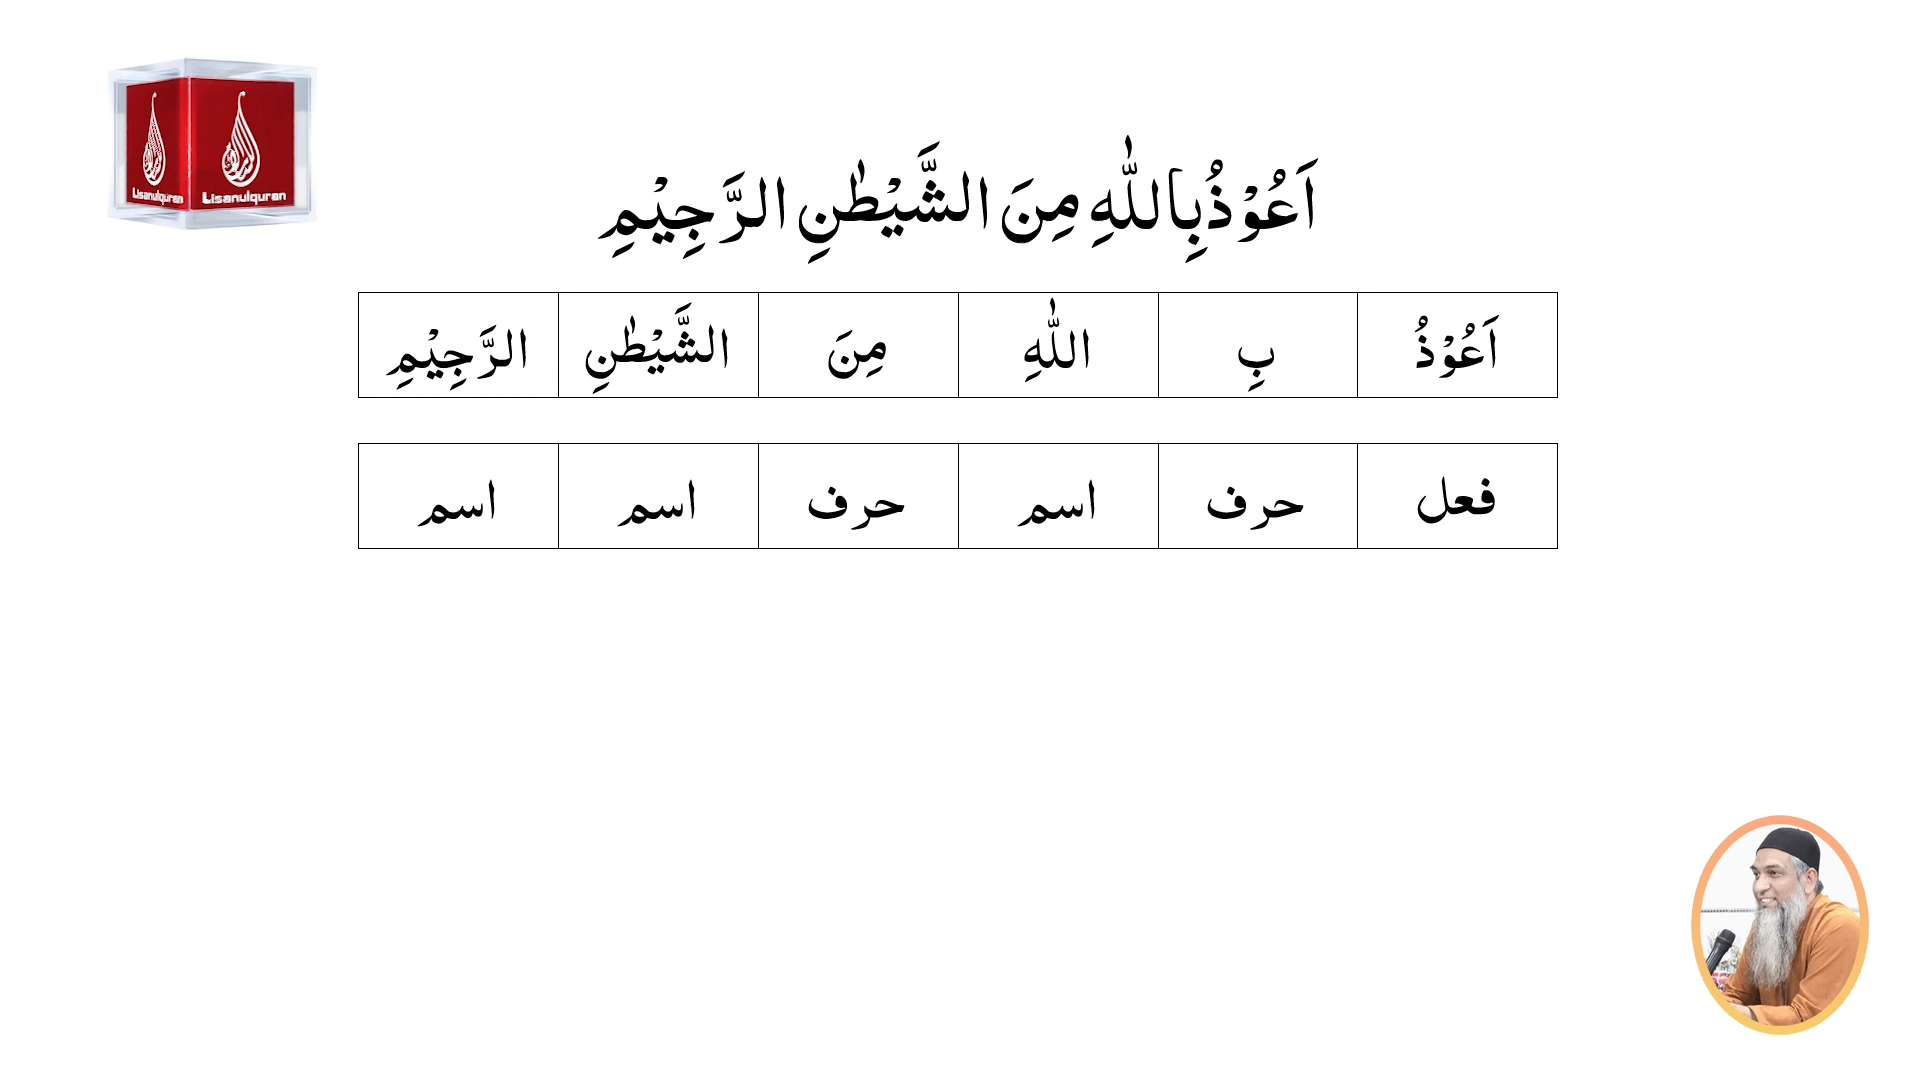 Lisanulquran Lisanulquran
اَعُوْذُبِاللّٰهِ مِنَ الشَّيْطٰنِ الرَّجِيْمِ
اَعُوْذُ بِ اللّٰهِ مِنَ الشَّيْطٰنِ الرَّجِيْمِ
فعل حرف اسم حرف اسم اسم